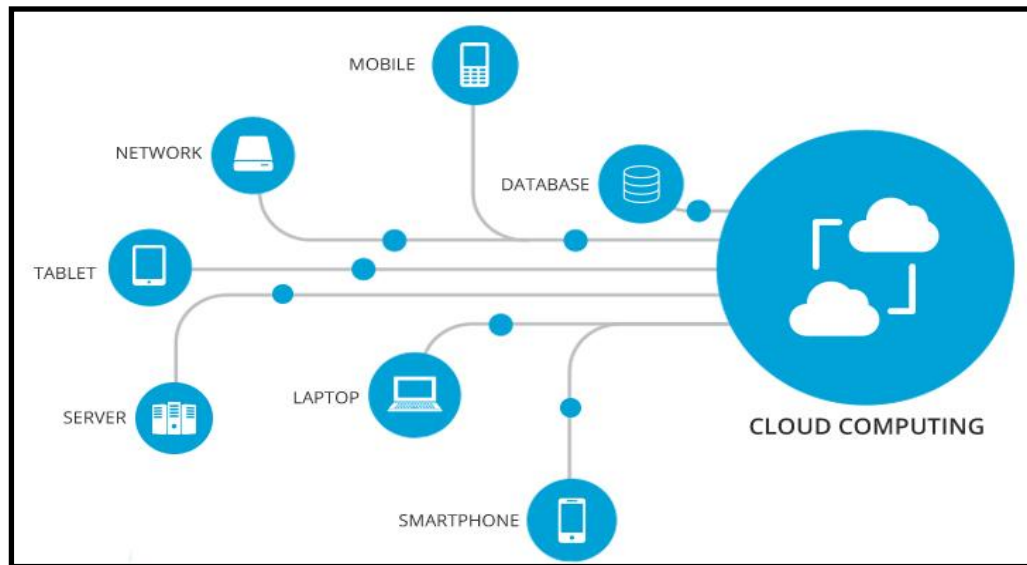 MOBILE
NETWORK
DATABASE
TABLET
LAPTOP
SERVER
CLOUD COMPUTING
SMARTPHONE